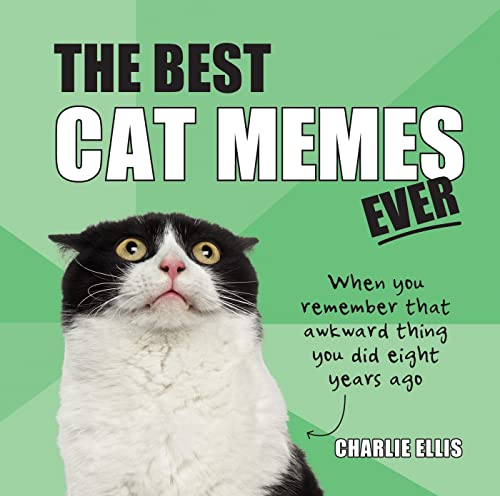 THE BEST
CAT MEMES
EVER
When you
remember that
awkward thing
you did eight
years ago
CHARLIE ELLIS